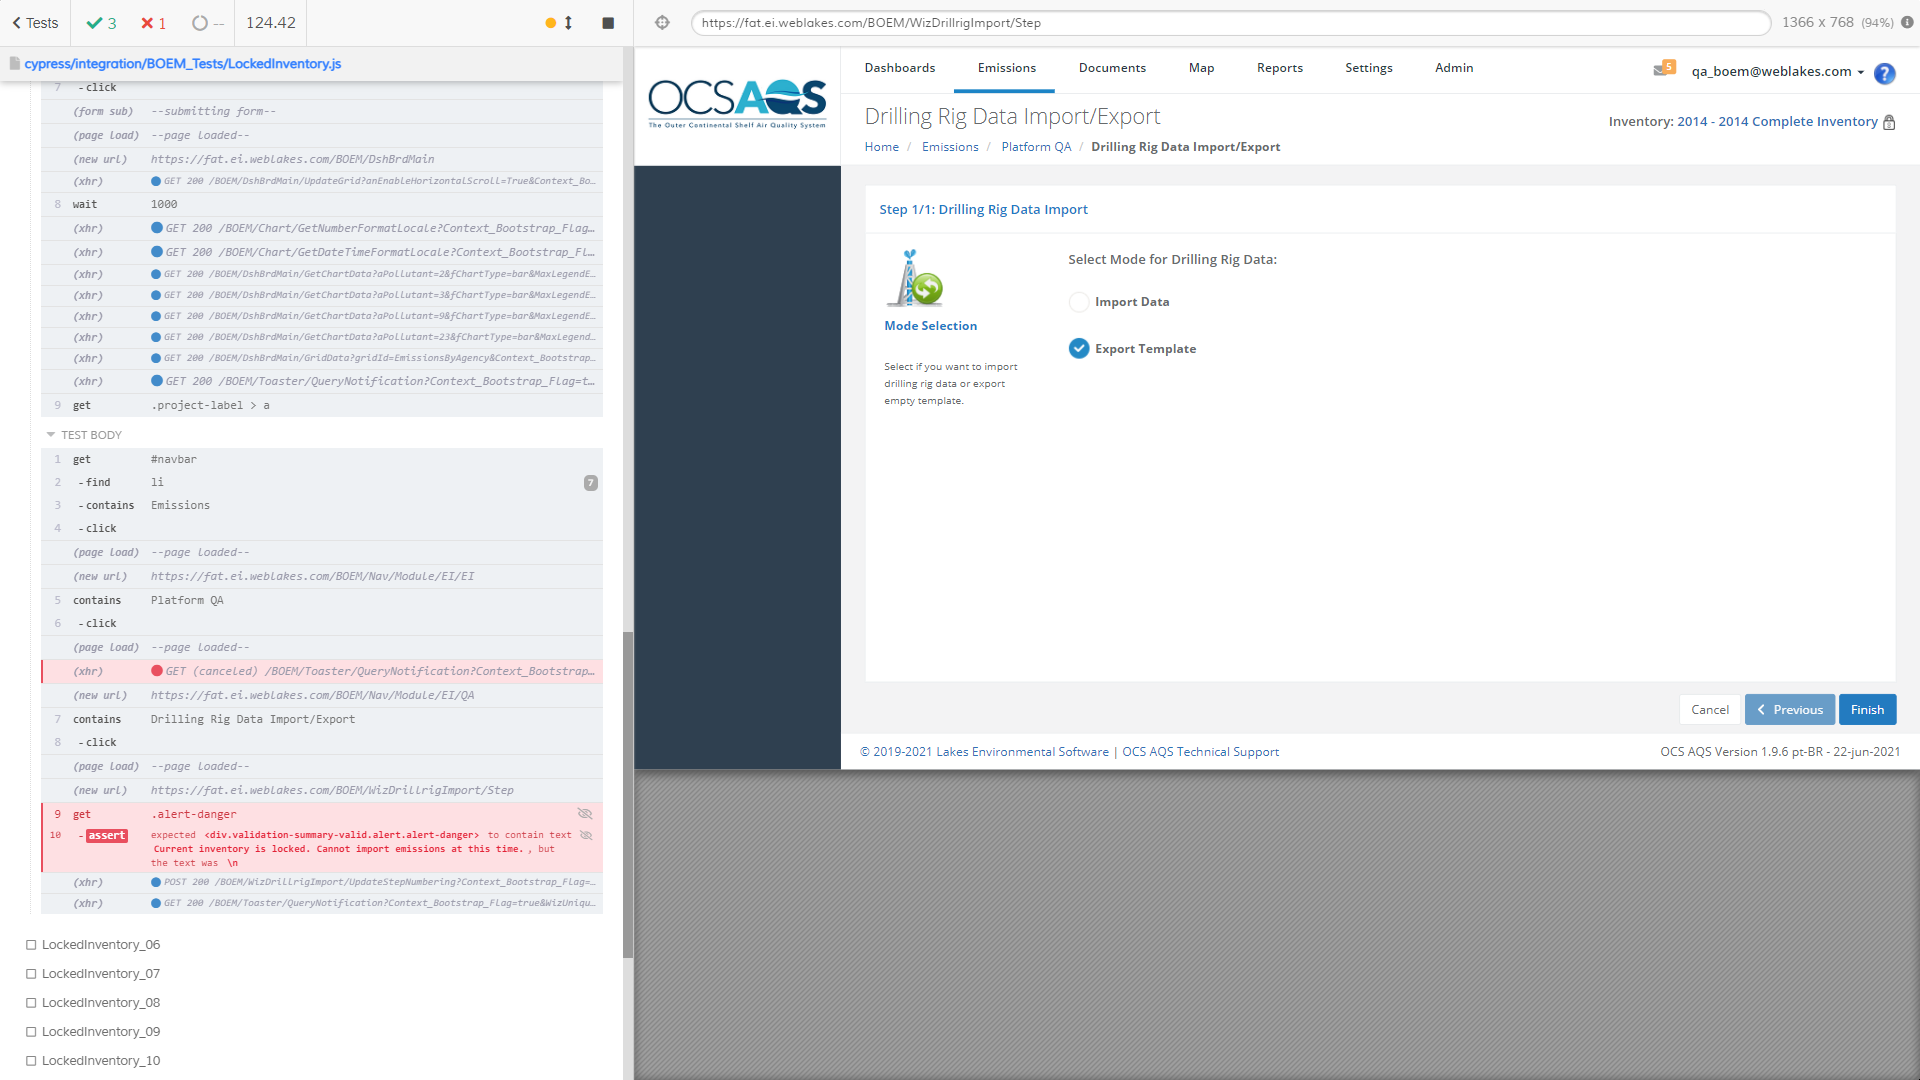 Tests
3
1
--
124.42
cypress/integration/BOEM_Tests/LockedInventory.js
7 - click
(form sub) --submitting form--
(page load) --page loaded--
(new url) https://fat.ei.weblakes.com/BOEM/DshBrdMain
(xhr) GET 200 /BOEM/DshBrdMain/UpdateGrid?anEnableHorizontalScroll=True&Context_Bo...
8 wait 1000
(xhr) GET 200 /BOEM/Chart/GetNumberFormatLocale?Context_Bootstrap_Flag...
(xhr) GET 200 /BOEM/Chart/GetDateTimeFormatLocale?Context_Bootstrap_Fl...
(xhr) GET 200 /BOEM/DshBrdMain/GetChartData?aPollutant=2&fChartType=bar&MaxLegendE...
(xhr) GET 200 /BOEM/DshBrdMain/GetChartData?aPollutant=3&fChartType=bar&MaxLegendE...
(xhr) GET 200 /BOEM/DshBrdMain/GetChartData?aPollutant=9&fChartType=bar&MaxLegendE...
(xhr) GET 200 /BOEM/DshBrdMain/GetChartData?aPollutant=23&fChartType=bar&MaxLegend...
(xhr) GET 200 /BOEM/DshBrdMain/GridData?gridId=EmissionsByAgency&Context_Bootstrap...
(xhr) GET 200 /BOEM/Toaster/QueryNotification?Context_Bootstrap_Flag=t...
9 get .project-label > a
TEST BODY
1 get #navbar
2 - find li 7
3 - contains Emissions
4 - click
(page load) --page loaded--
(new url) https://fat.ei.weblakes.com/BOEM/Nav/Module/EI/EI
5 contains Platform QA
6 - click
(page load) --page loaded--
(xhr) GET (canceled) /BOEM/Toaster/QueryNotification?Context_Bootstrap...
(new url) https://fat.ei.weblakes.com/BOEM/Nav/Module/EI/QA
7 contains Drilling Rig Data Import/Export
8 - click
(page load) --page loaded--
(new url) https://fat.ei.weblakes.com/BOEM/WizDrillrigImport/Step
9 get .alert-danger
10 - assert expected <div.validation-summary-valid.alert.alert-danger> to contain text
Current inventory is locked. Cannot import emissions at this time. , but
the text was \n
(xhr) POST 200 /BOEM/WizDrillrigImport/UpdateStepNumbering?Context_Bootstrap_Flag=...
(xhr) GET 200 /BOEM/Toaster/QueryNotification?Context_Bootstrap_Flag=true&WizUniqu...
LockedInventory_06
LockedInventory_07
LockedInventory_08
LockedInventory_09
LockedInventory_10
https://fat.ei.weblakes.com/BOEM/WizDrillrigImport/Step
1366 x 768 (94%)
OCSAQS
The Outer Continental Shelf Air Quality System
Dashboards Emissions Documents Map Reports Settings Admin
5
qa_boem@weblakes.com
?
Drilling Rig Data Import/Export
Inventory: 2014 - 2014 Complete Inventory
Home / Emissions / Platform QA / Drilling Rig Data Import/Export
Step 1/1: Drilling Rig Data Import
Mode Selection
Select if you want to import
drilling rig data or export
empty template.
Select Mode for Drilling Rig Data:
Import Data
Export Template
Cancel
Previous
Finish
© 2019-2021 Lakes Environmental Software | OCS AQS Technical Support
OCS AQS Version 1.9.6 pt-BR - 22-jun-2021